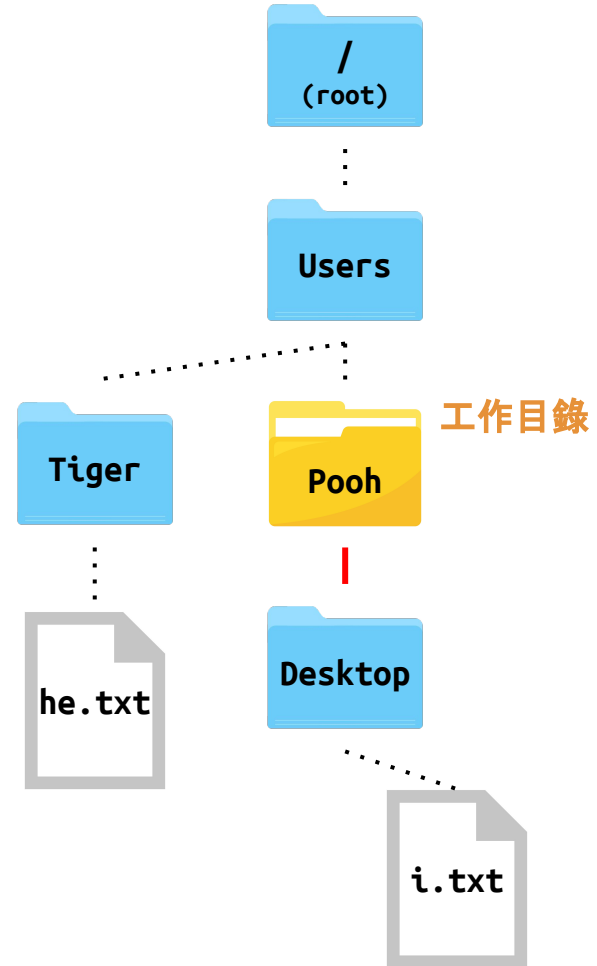 /
(root)
Users
工作目錄
Tiger
Pooh
Desktop
he.txt
i.txt